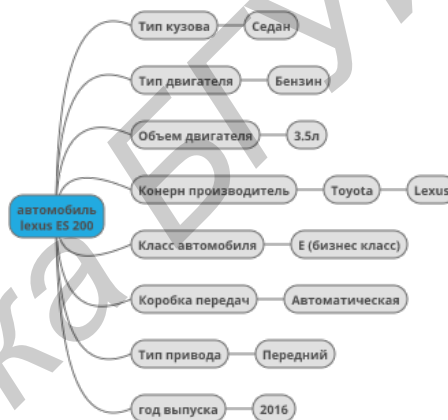 Тип кузова Седан
Тип двигателя Бензин
Объем двигателя 3.5л
Конерн производитель Toyota Lexus
автомобиль
lexus ES 200
Класс автомобиля Е (бизнес класс)
Коробка передач Автоматическая
Тип привода Передний
год выпуска 2016